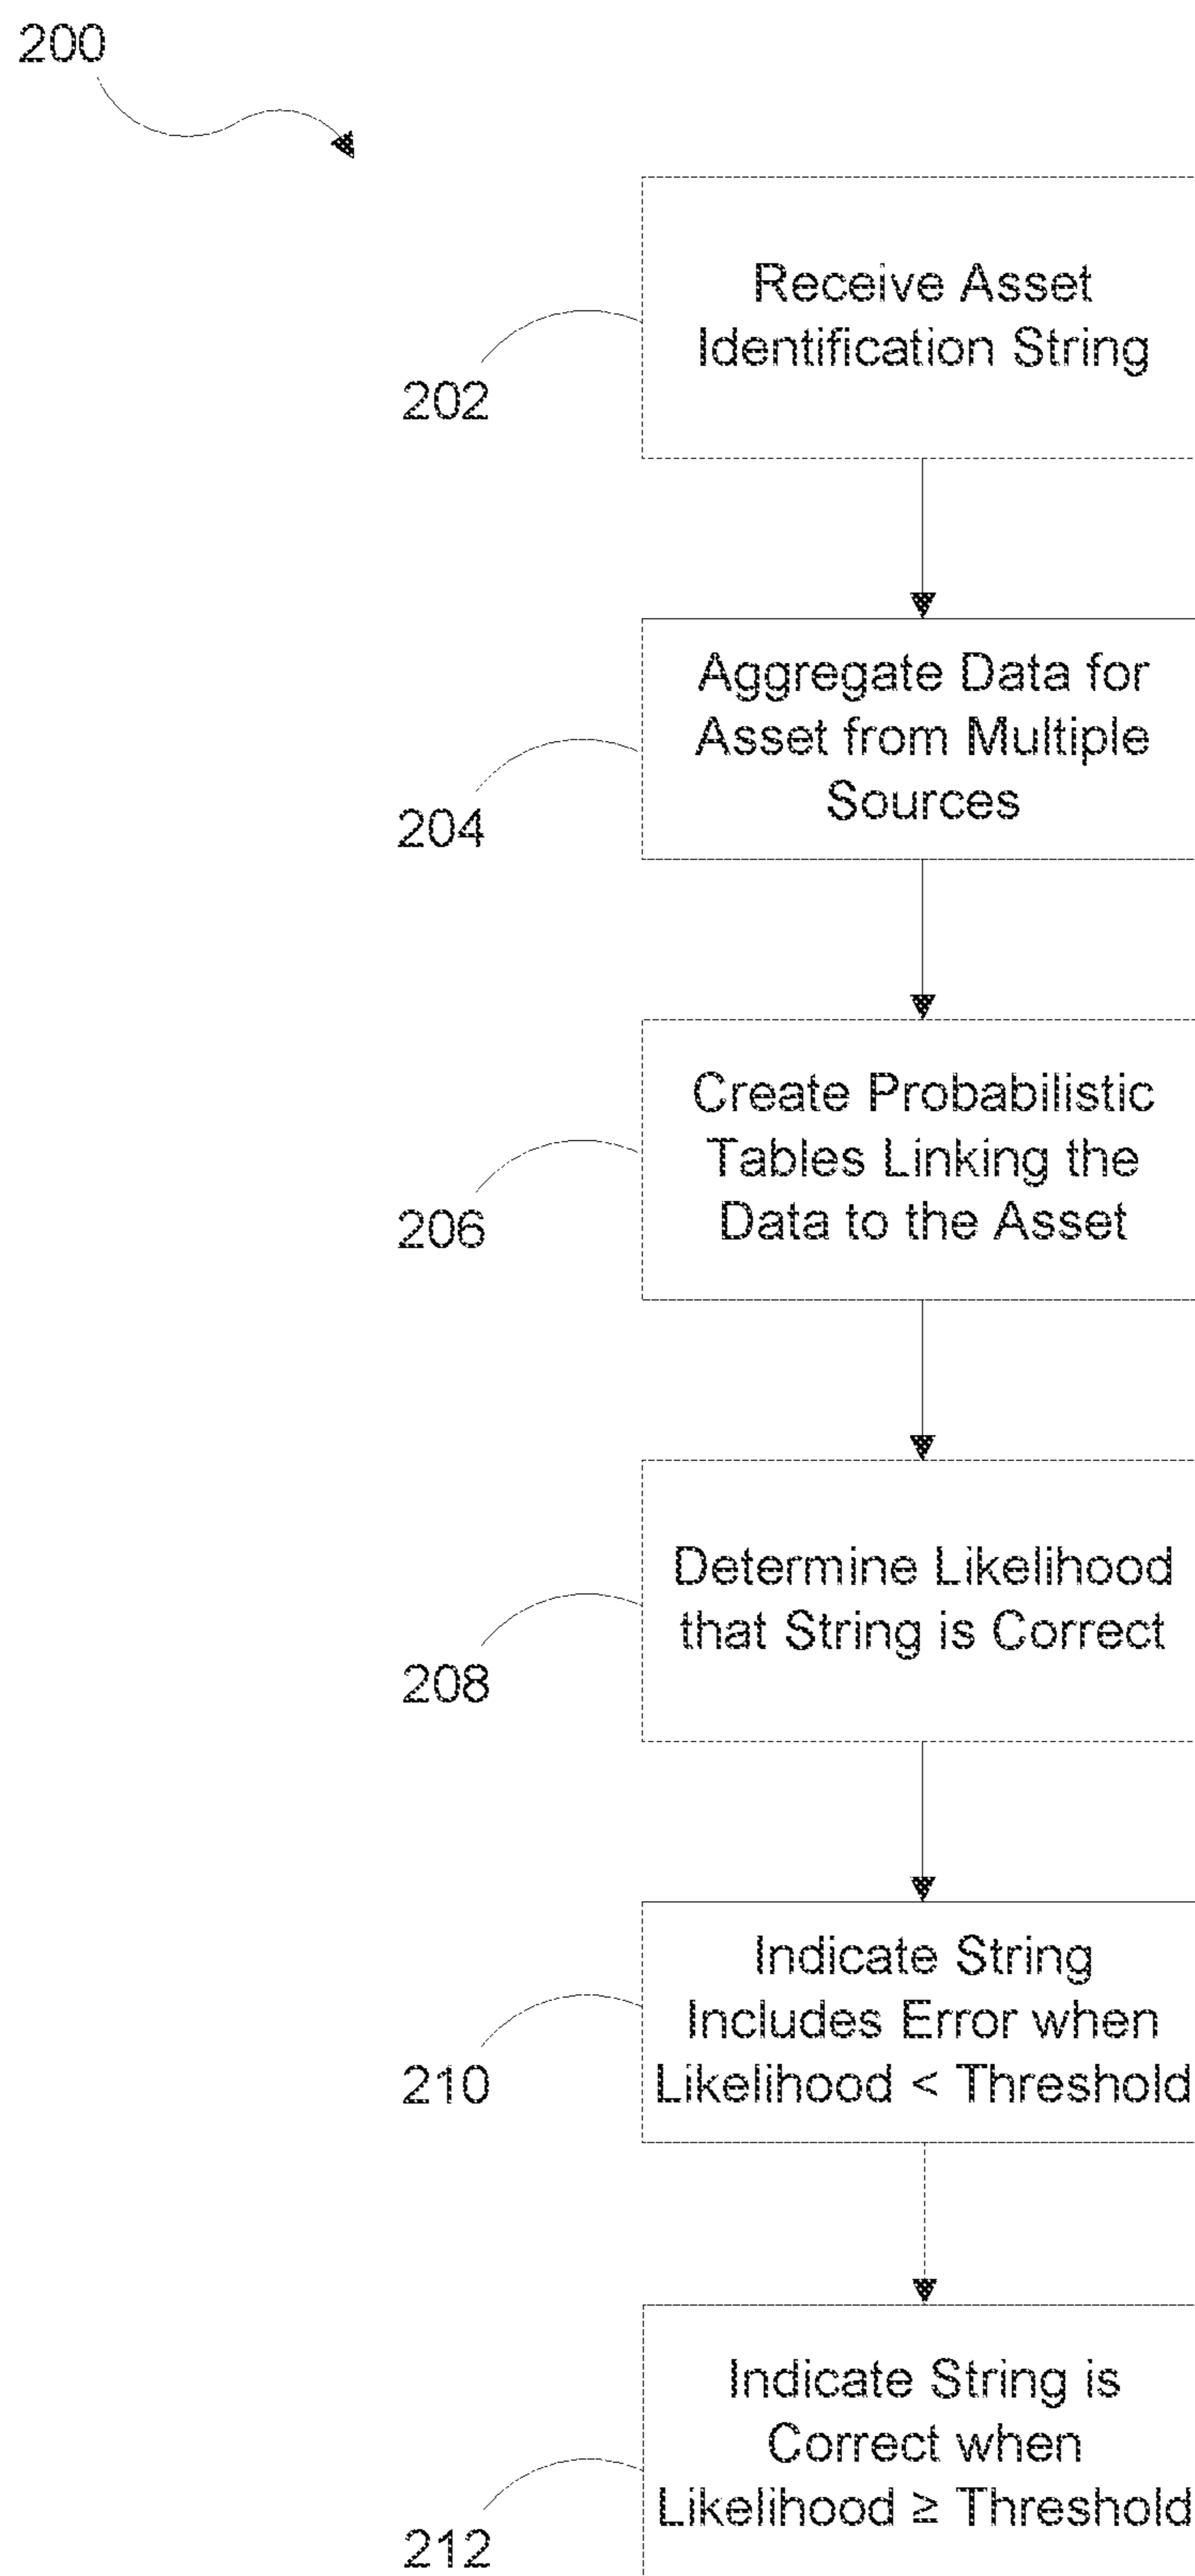 200
Receive Asset
Identification String
202
Aggregate Data for
Asset from Multiple
Sources
204
Create Probabilistic
Tables Linking the
Data to the Asset
206
Determine Likelihood
that String is Correct
208
Indicate String
Includes Error when
Likelihood < Threshold
210
Indicate String is
Correct when
Likelihood ≥ Threshold
212